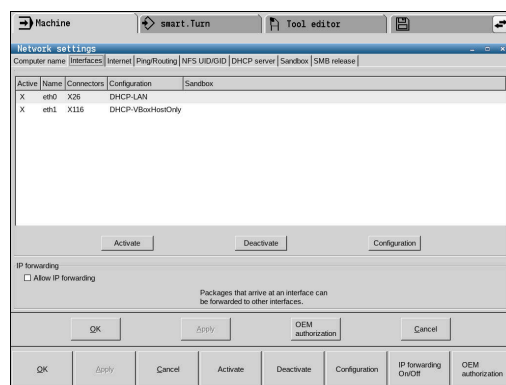 Machine smart.Turn Tool editor
Network settings
Computer name Interfaces Internet Ping/Routing NFS UID/GID DHCP server Sandbox SMB release
Active Name Connectors Configuration Sandbox
X eth0 X26 DHCP-LAN
X eth1 X116 DHCP-VBoxHostOnly
Activate Deactivate Configuration
IP forwarding
Allow IP forwarding
Packages that arrive at an interface can
be forwarded to other interfaces.
OK Apply OEM authorization Cancel
OK Apply Cancel Activate Deactivate Configuration IP forwarding On/Off OEM authorization